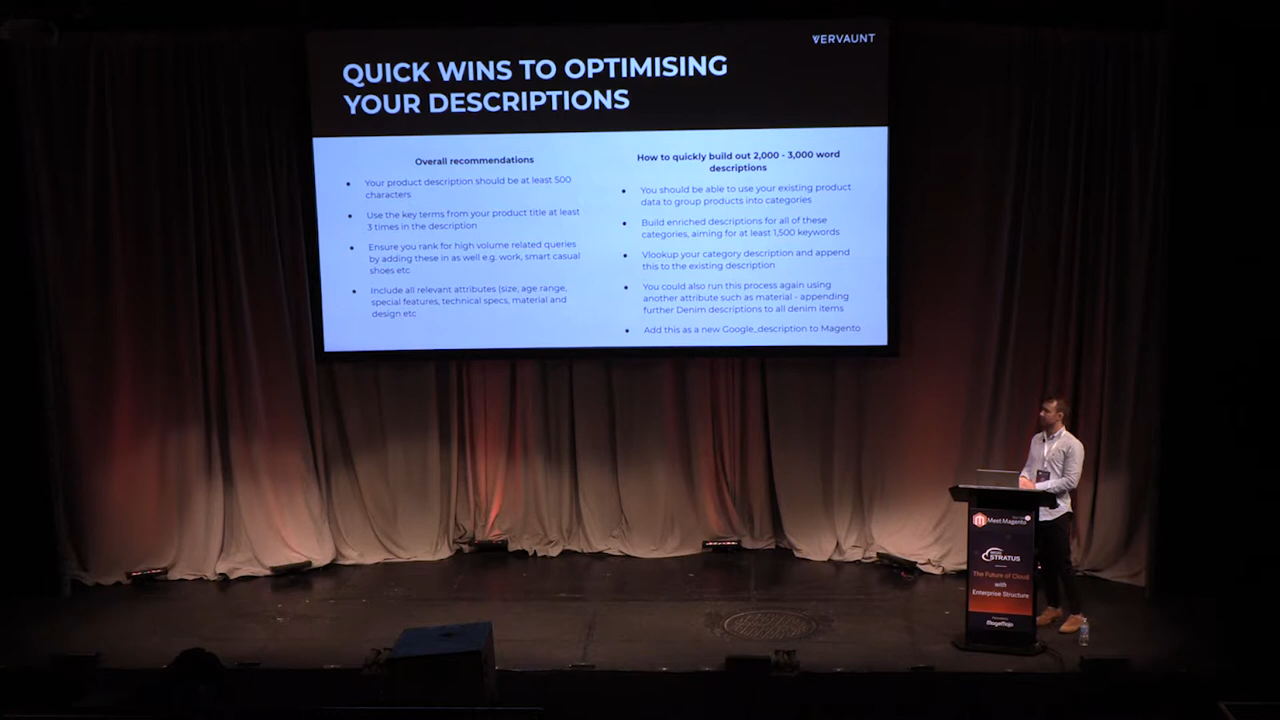 VERVAUNT
QUICK WINS TO OPTIMISING
YOUR DESCRIPTIONS
Overall recommendations
• Your product description should be at least 500
characters
• Use the key terms from your product title at least
3 times in the description
• Ensure you rank for high volume related queries
by adding these in as well e.g. work, smart casual
shoes etc
• Include all relevant attributes (size, age range,
special features, technical specs, material and
design etc
How to quickly build out 2,000 - 3,000 word
descriptions
• You should be able to use your existing product
data to group products into categories
• Build enriched descriptions for all of these
categories, aiming for at least 1,500 keywords
• Vlookup your category description and append
this to the existing description
• You could also run this process again using
another attribute such as material - appending
further Denim descriptions to all denim items
• Add this as a new Google_description to Magento
Meet Magento
STRATUS
The Future of Cloud
with
Enterprise Structure
MageMojo